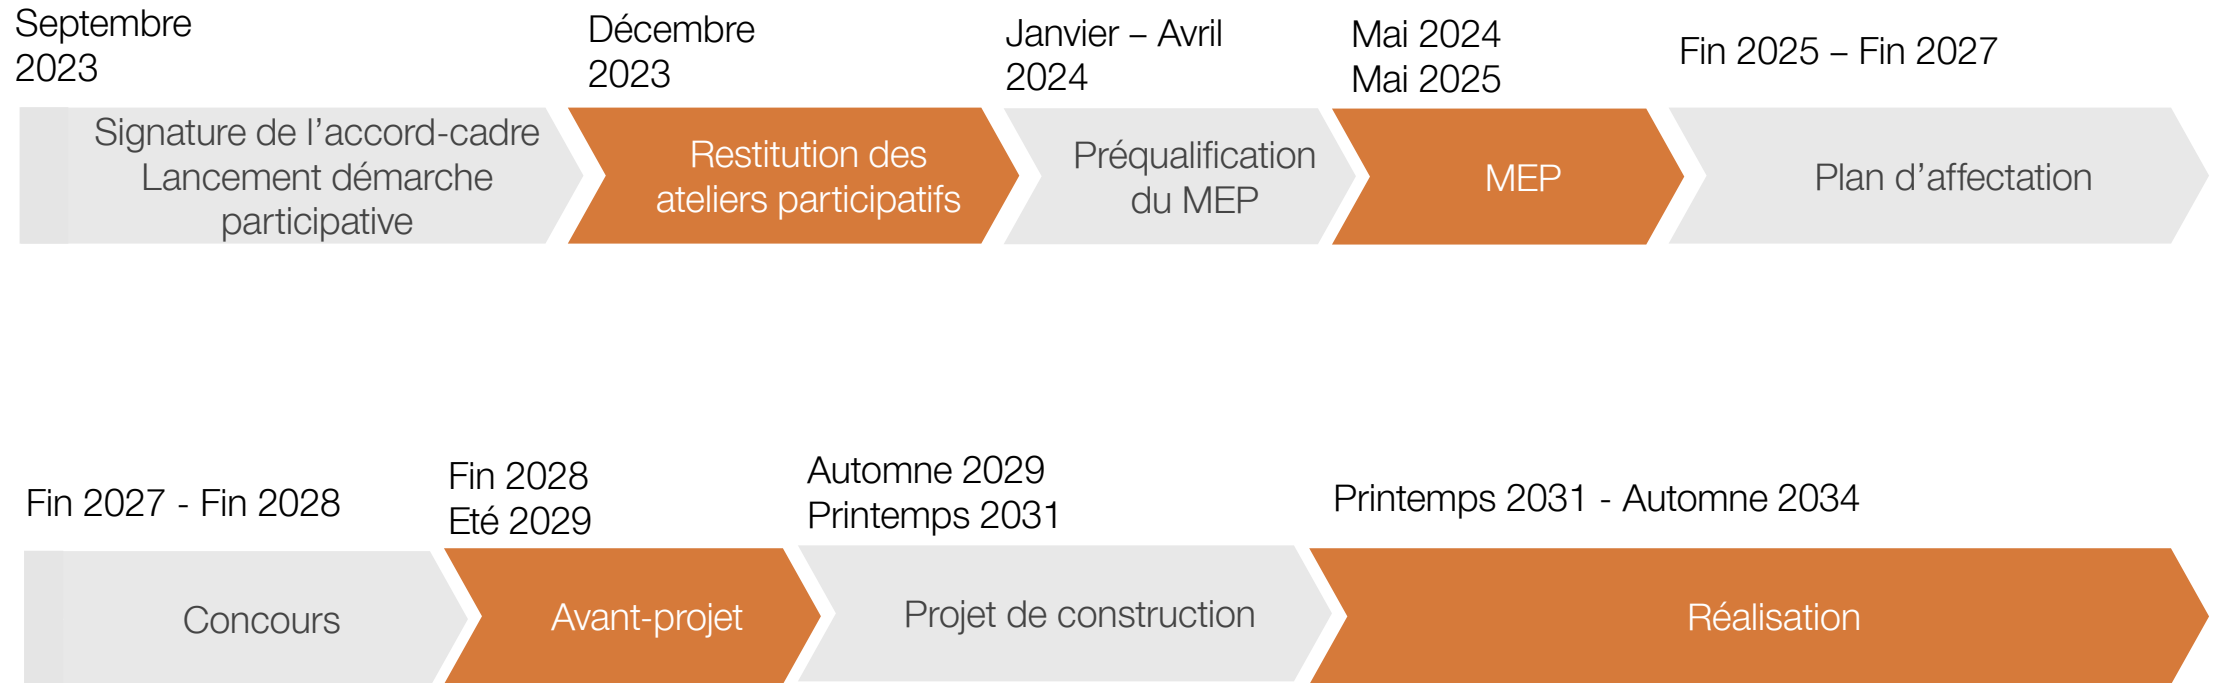 Septembre
2023
Décembre
2023
Janvier – Avril
2024
Mai 2024
Mai 2025
Fin 2025 – Fin 2027
Signature de l’accord-cadre
Lancement démarche
participative
Restitution des
ateliers participatifs
Préqualification
du MEP
MEP
Plan d’affectation
Fin 2027 - Fin 2028
Fin 2028
Eté 2029
Automne 2029
Printemps 2031
Printemps 2031 - Automne 2034
Concours
Avant-projet
Projet de construction
Réalisation